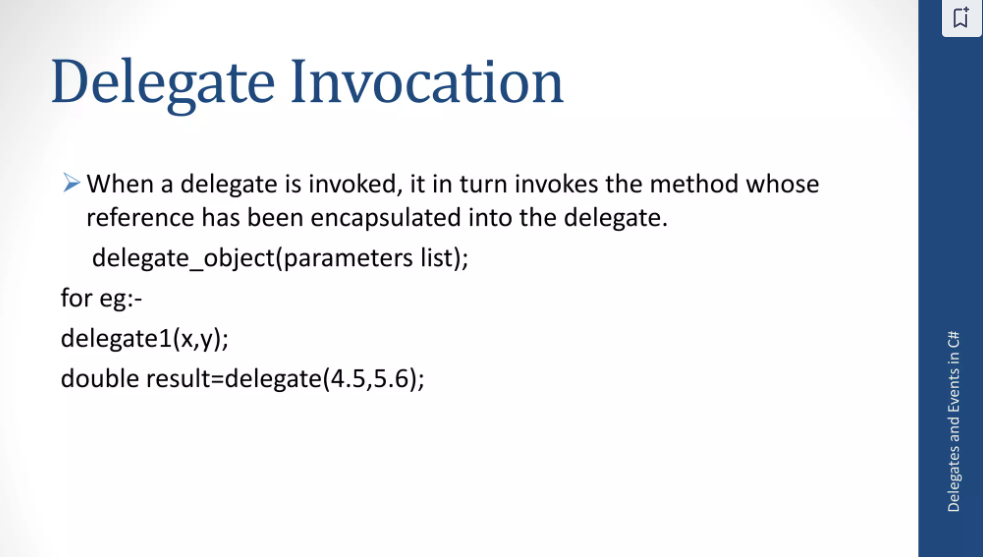 Delegate Invocation
When a delegate is invoked, it in turn invokes the method whose
reference has been encapsulated into the delegate.
delegate_object(parameters list);
for eg:-
delegate1(x,y);
double result=delegate(4.5,5.6);
Delegates and Events in C#